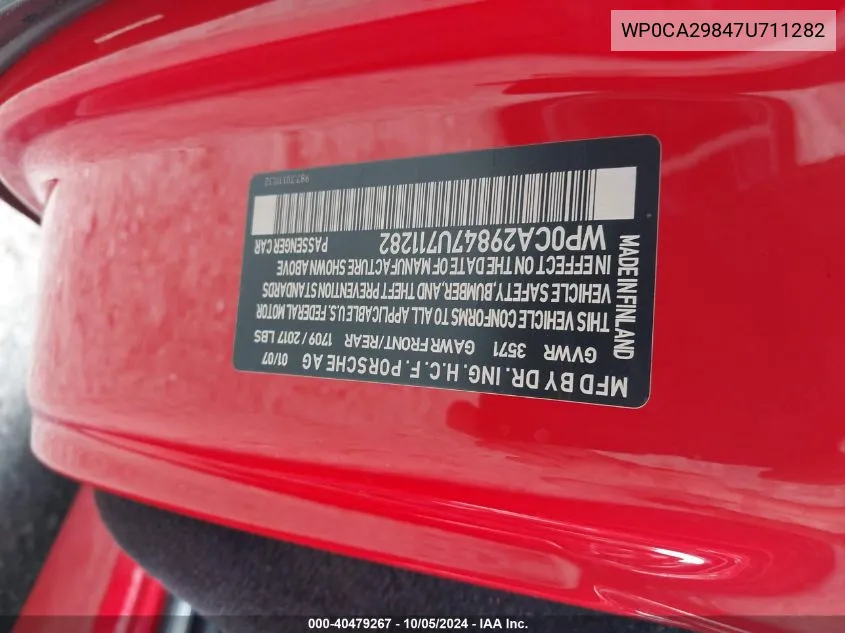 WP0CA29847U711282
MFD BY DR. ING. H. C. F. PORSCHE AG 01/07
GVWR 3571 GAWR FRONT/REAR 1709 / 2017 LBS
THIS VEHICLE CONFORMS TO ALL APPLICABLE U.S. FEDERAL MOTOR
VEHICLE SAFETY, BUMBER, AND THEFT PREVENTION STANDARDS
IN EFFECT ON THE DATE OF MANUFACTURE SHOWN ABOVE
MADE IN FINLAND
WP0CA29847U711282 PASSENGER CAR
000-40479267 - 10/05/2024 - IAA Inc.